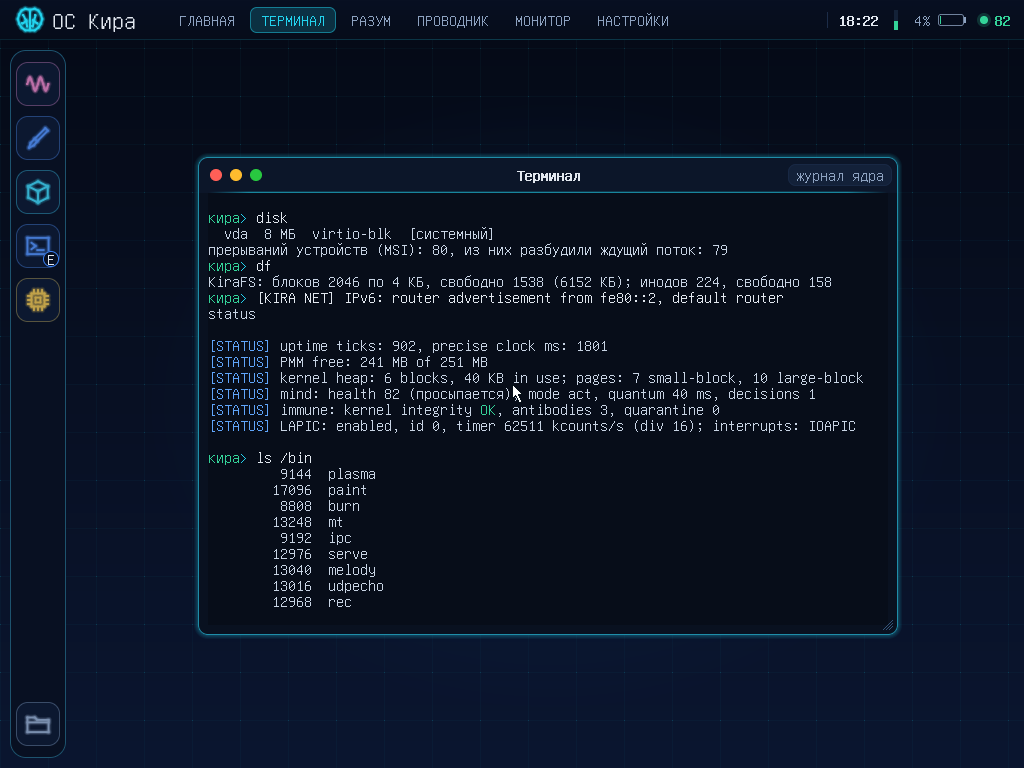 ОС Кира
ГЛАВНАЯ ТЕРМИНАЛ РАЗУМ ПРОВОДНИК МОНИТОР НАСТРОЙКИ
18:22 4% 82
E
Терминал
журнал ядра
кира> disk
vda 8 МБ virtio-blk [системный]
прерываний устройств (MSI): 80, из них разбудили ждущий поток: 79
кира> df
KiraFS: блоков 2046 по 4 КБ, свободно 1538 (6152 КБ); инодов 224, свободно 158
кира> [KIRA NET] IPv6: router advertisement from fe80::2, default router
status
[STATUS] uptime ticks: 902, precise clock ms: 1801
[STATUS] PMM free: 241 MB of 251 MB
[STATUS] kernel heap: 6 blocks, 40 KB in use; pages: 7 small-block, 10 large-block
[STATUS] mind: health 82 (просыпается), mode act, quantum 40 ms, decisions 1
[STATUS] immune: kernel integrity OK, antibodies 3, quarantine 0
[STATUS] LAPIC: enabled, id 0, timer 62511 kcounts/s (div 16); interrupts: IOAPIC
кира> ls /bin
9144 plasma
17096 paint
8808 burn
13248 mt
9192 ipc
12976 serve
13040 melody
13016 udpecho
12968 rec